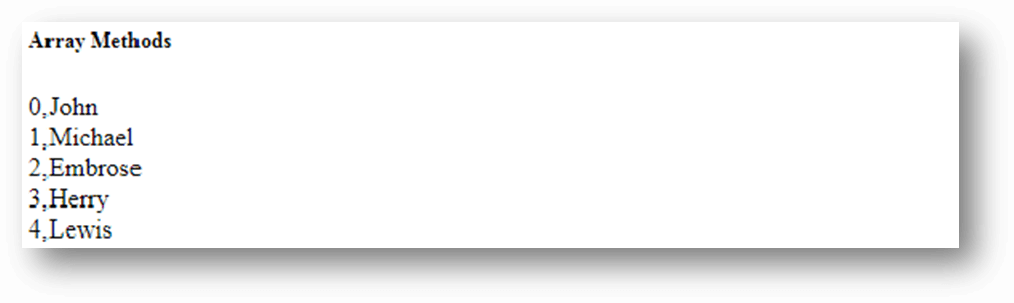 Array Methods
0,John
1,Michael
2,Embrose
3,Herry
4,Lewis